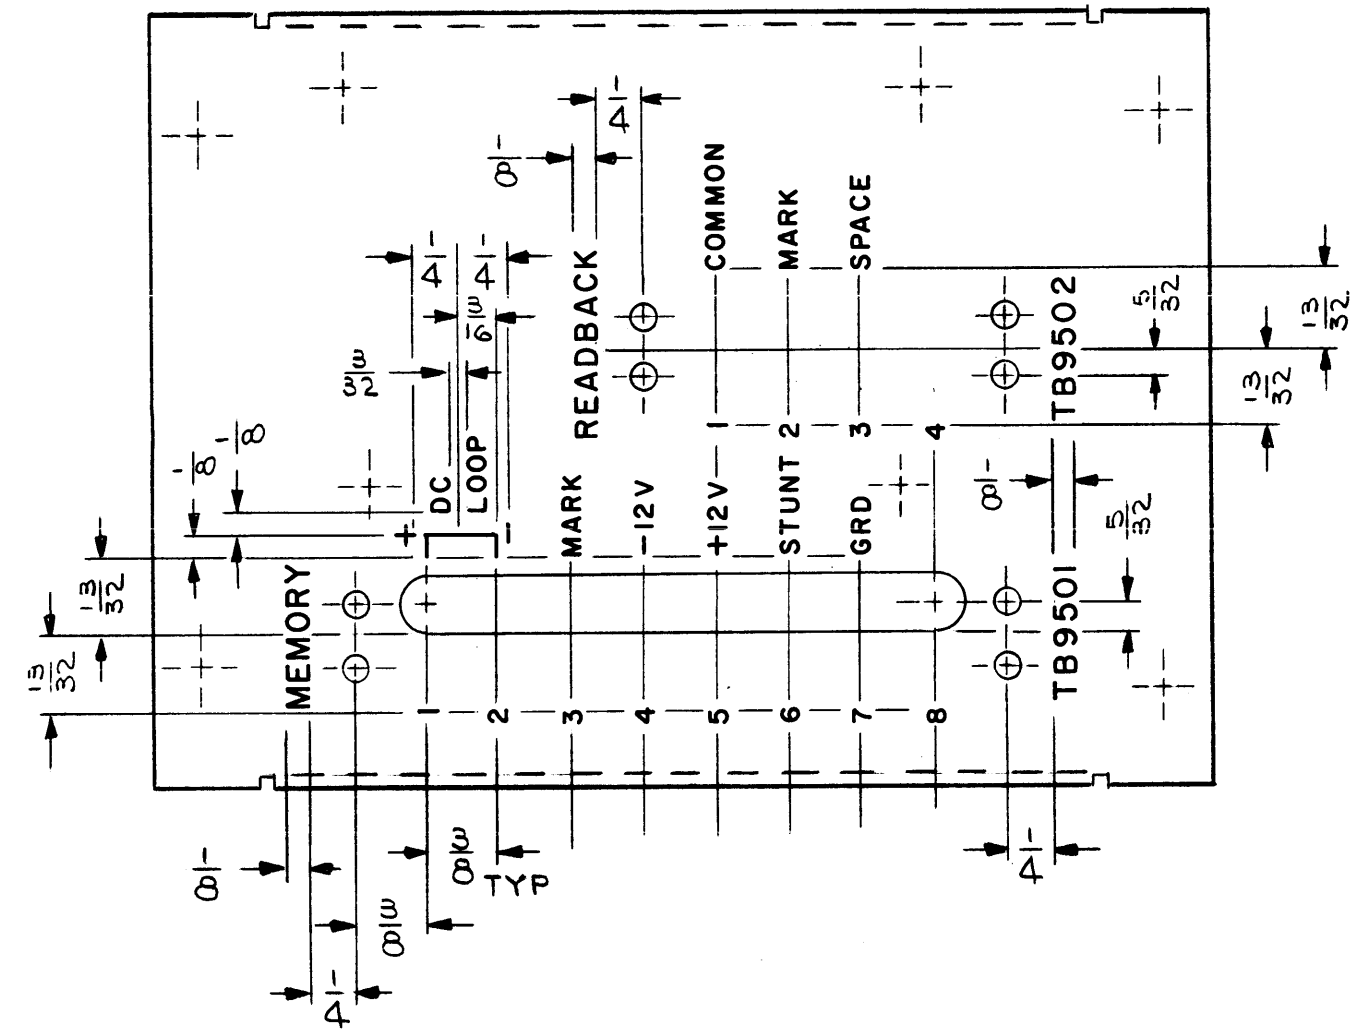 1/4
1/8
COMMON
MARK
SPACE
1/4
1/4
READBACK
3/16
5/32
13/32
TB9502
3/32
13/32
1/8
1/8
DC
LOOP
1
2
3
4
+
-
MARK
-12V
+12V
STUNT
GRD
1/8
5/32
13/32
MEMORY
TB9501
13/32
1
2
3
4
5
6
7
8
1/8
3/8
TYP
1/4
3/8
1/4